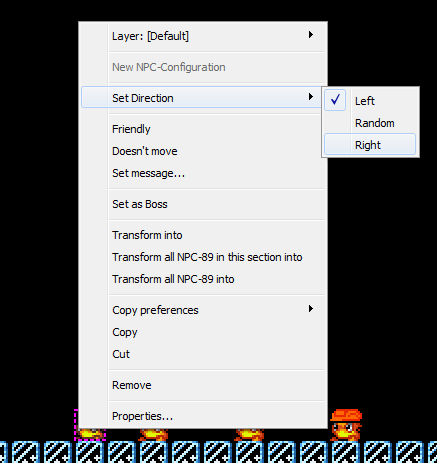 Layer: [Default]
New NPC-Configuration
Set Direction
Left
Random
Right
Friendly
Doesn't move
Set message...
Set as Boss
Transform into
Transform all NPC-89 in this section into
Transform all NPC-89 into
Copy preferences
Copy
Cut
Remove
Properties...